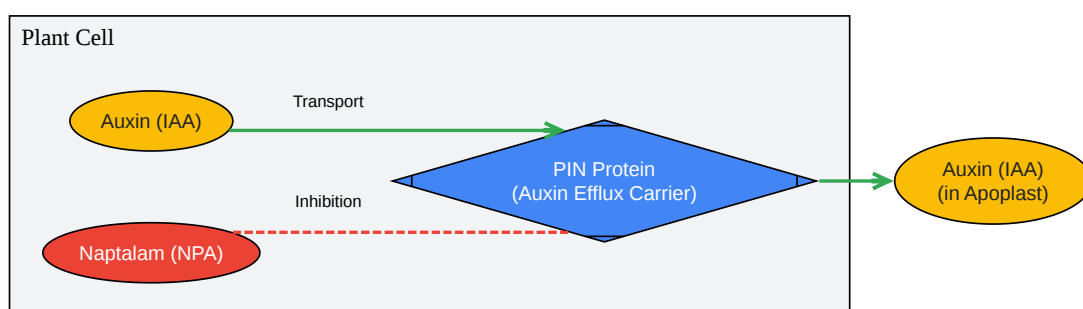 Plant Cell
Transport
Auxin (IAA)
PIN Protein
(Auxin Efflux Carrier)
Auxin (IAA)
(in Apoplast)
Inhibition
Naptalam (NPA)